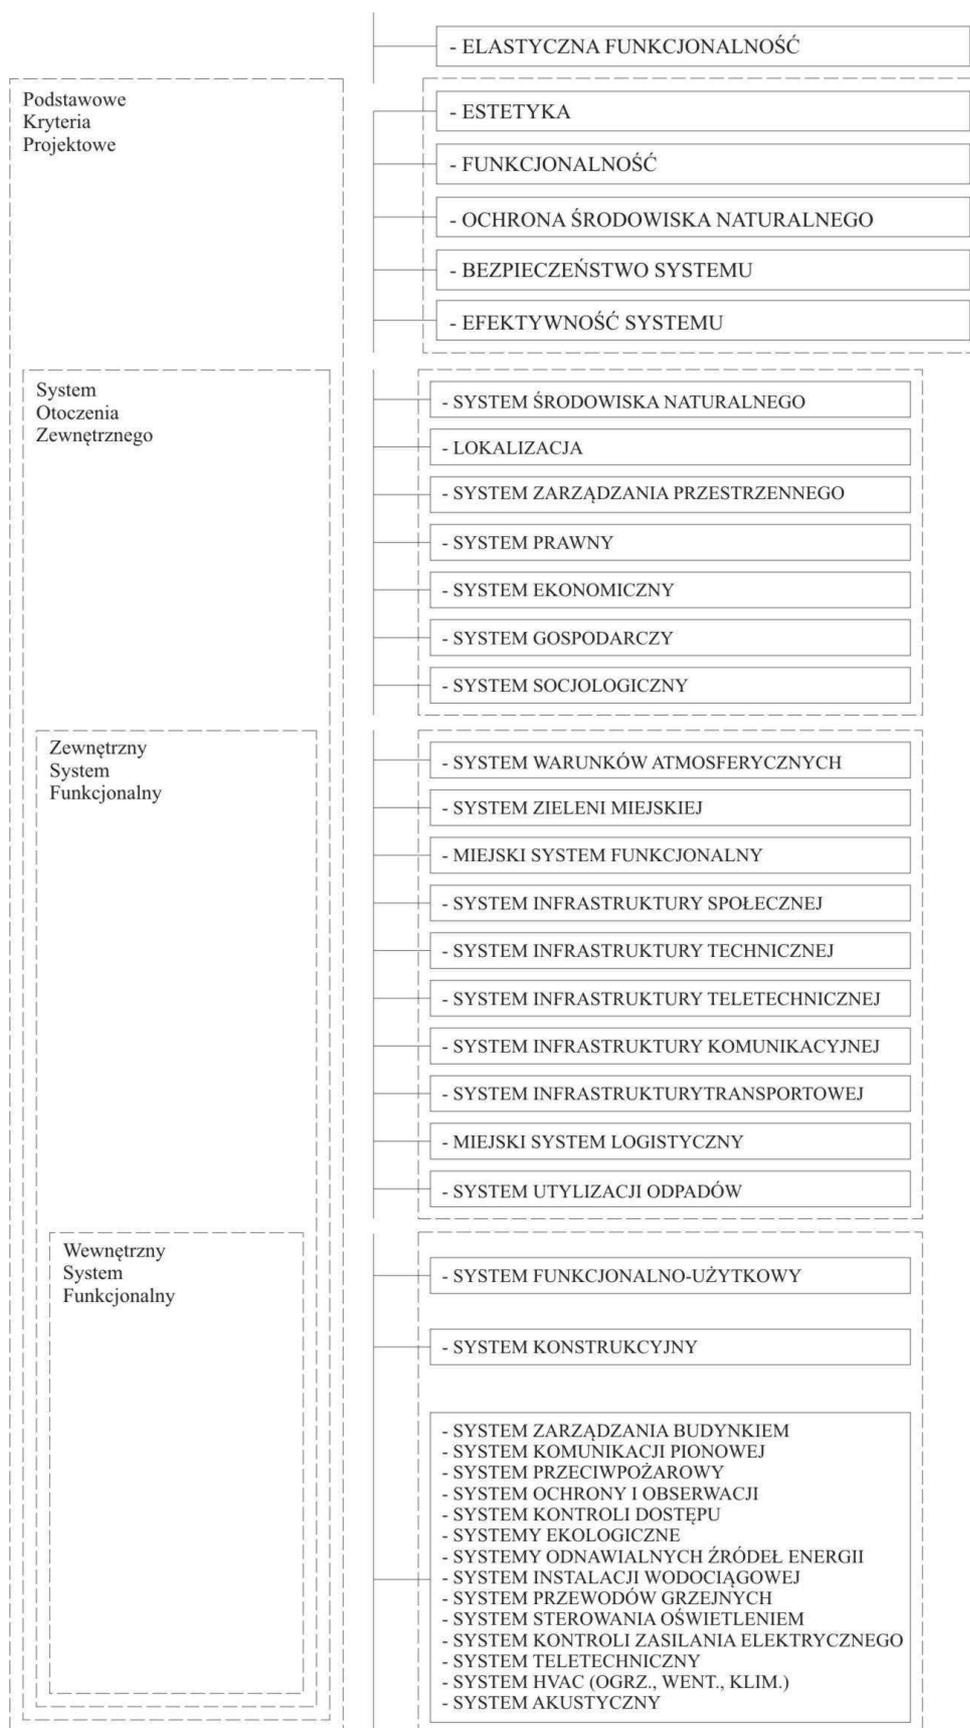 - ELASTYCZNA FUNKCJONALNOŚĆ
Podstawowe
Kryteria
Projektowe
- ESTETYKA
- FUNKCJONALNOŚĆ
- OCHRONA ŚRODOWISKA NATURALNEGO
- BEZPIECZEŃSTWO SYSTEMU
- EFEKTYWNOŚĆ SYSTEMU
System
Otoczenia
Zewnętrznego
- SYSTEM ŚRODOWISKA NATURALNEGO
- LOKALIZACJA
- SYSTEM ZARZĄDZANIA PRZESTRZENNEGO
- SYSTEM PRAWNY
- SYSTEM EKONOMICZNY
- SYSTEM GOSPODARCZY
- SYSTEM SOCJOLOGICZNY
Zewnętrzny
System
Funkcjonalny
- SYSTEM WARUNKÓW ATMOSFERYCZNYCH
- SYSTEM ZIELENI MIEJSKIEJ
- MIEJSKI SYSTEM FUNKCJONALNY
- SYSTEM INFRASTRUKTURY SPOŁECZNEJ
- SYSTEM INFRASTRUKTURY TECHNICZNEJ
- SYSTEM INFRASTRUKTURY TELETECHNICZNEJ
- SYSTEM INFRASTRUKTURY KOMUNIKACYJNEJ
- SYSTEM INFRASTRUKTURYTRANSPORTOWEJ
- MIEJSKI SYSTEM LOGISTYCZNY
- SYSTEM UTYLIZACJI ODPADÓW
Wewnętrzny
System
Funkcjonalny
- SYSTEM FUNKCJONALNO-UŻYTKOWY
- SYSTEM KONSTRUKCYJNY
- SYSTEM ZARZĄDZANIA BUDYNKIEM
- SYSTEM KOMUNIKACJI PIONOWEJ
- SYSTEM PRZECIWPOŻAROWY
- SYSTEM OCHRONY I OBSERWACJI
- SYSTEM KONTROLI DOSTĘPU
- SYSTEMY EKOLOGICZNE
- SYSTEMY ODNAWIALNYCH ŹRÓDEŁ ENERGII
- SYSTEM INSTALACJI WODOCIĄGOWEJ
- SYSTEM PRZEWODÓW GRZEJNYCH
- SYSTEM STEROWANIA OŚWIETLENIEM
- SYSTEM KONTROLI ZASILANIA ELEKTRYCZNEGO
- SYSTEM TELETECHNICZNY
- SYSTEM HVAC (OGRZ., WENT., KLIM.)
- SYSTEM AKUSTYCZNY